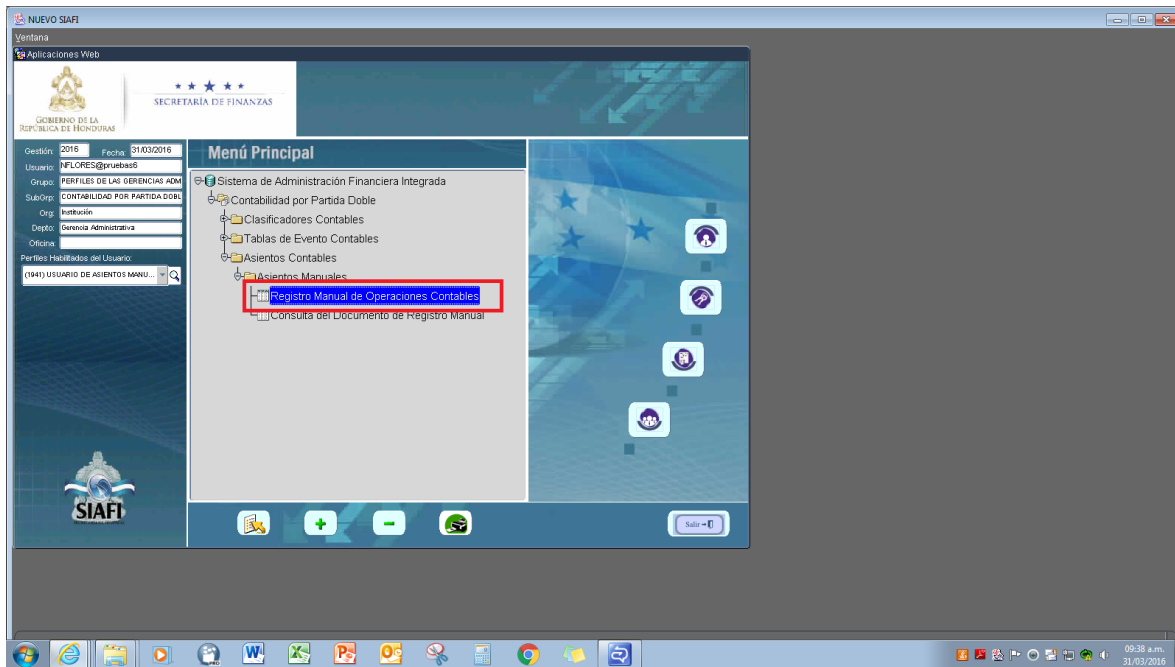 NUEVO SIAFI
Ventana
Aplicaciones Web
GOBIERNO DE LA
REPÚBLICA DE HONDURAS
SECRETARÍA DE FINANZAS
Gestión: 2016 Fecha: 31/03/2016
Usuario: NFLORES@pruebas6
Grupo: PERFILES DE LAS GERENCIAS ADM
SubGrp: CONTABILIDAD POR PARTIDA DOBL
Org: Institución
Depto: Gerencia Administrativa
Oficina:
Perfiles Habilitados del Usuario:
(1941) USUARIO DE ASIENTOS MANU...
Menú Principal
Sistema de Administración Financiera Integrada
Contabilidad por Partida Doble
Clasificadores Contables
Tablas de Evento Contables
Asientos Contables
Asientos Manuales
Registro Manual de Operaciones Contables
Consulta del Documento de Registro Manual
SIAFI
Salir
09:38 a.m.
31/03/2016